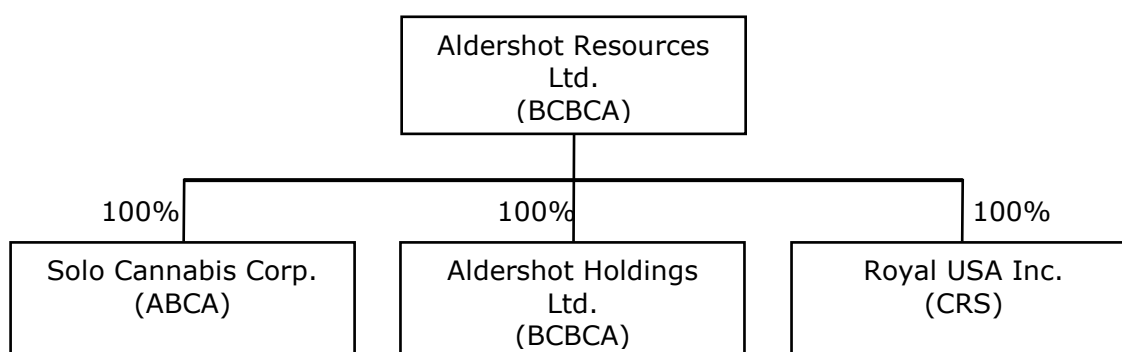 Aldershot Resources
Ltd.
(BCBCA)
100%
100%
100%
Solo Cannabis Corp.
(ABCA)
Aldershot Holdings
Ltd.
(BCBCA)
Royal USA Inc.
(CRS)